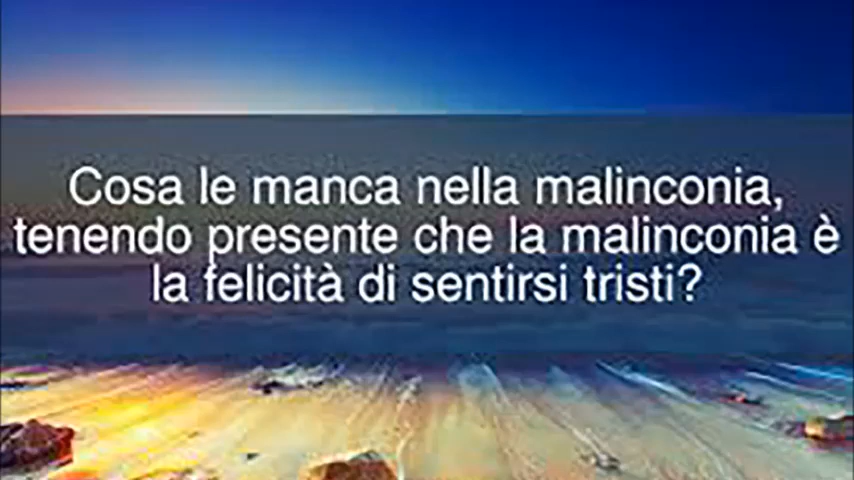 Cosa le manca nella malinconia,
tenendo presente che la malinconia è
la felicità di sentirsi tristi?